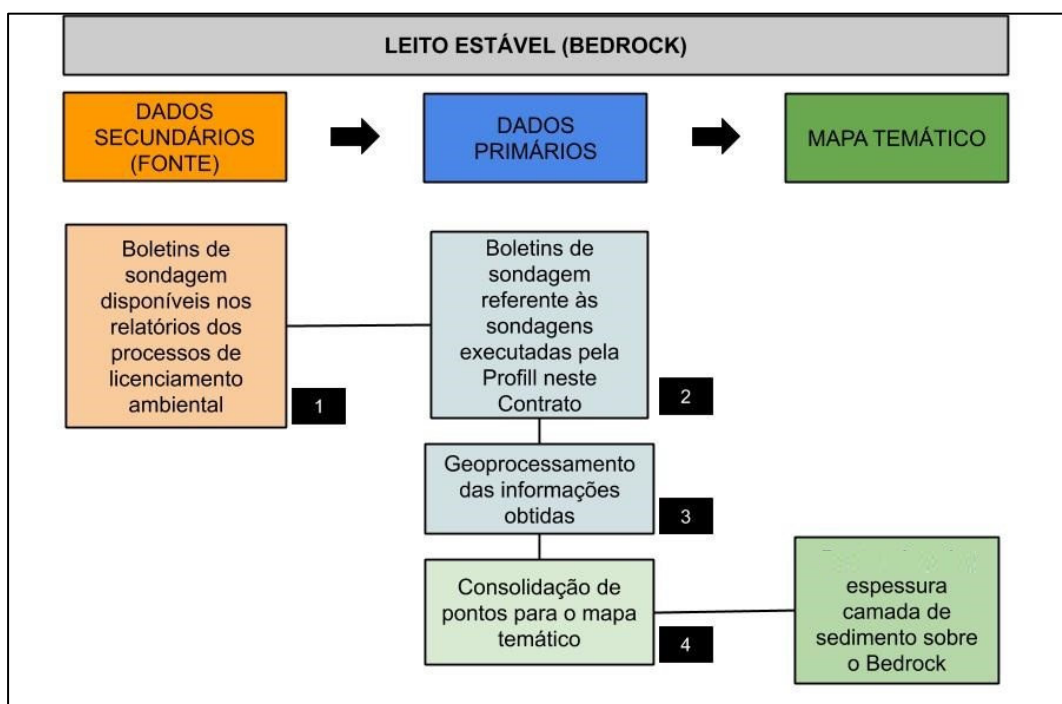 LEITO ESTÁVEL (BEDROCK)
DADOS
SECUNDÁRIOS
(FONTE)
DADOS
PRIMÁRIOS
MAPA TEMÁTICO
Boletins de
sondagem
disponíveis nos
relatórios dos
processos de
licenciamento
ambiental
1
Boletins de
sondagem
referente às
sondagens
executadas pela
Profill neste
Contrato
2
Geoprocessamento
das informações
obtidas
3
Consolidação de
pontos para o mapa
temático
4
espessura
camada de
sedimento sobre
o Bedrock